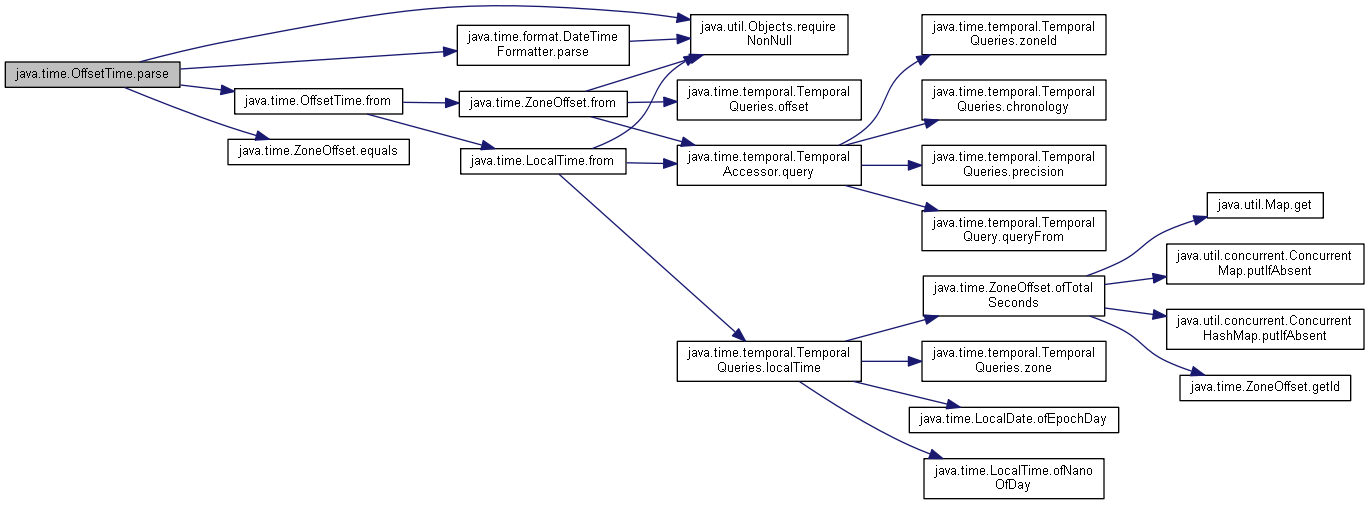 java.time.OffsetTime.parse
java.util.Objects.require
NonNull
java.time.format.DateTime
Formatter.parse
java.time.OffsetTime.from
java.time.ZoneOffset.equals
java.time.ZoneOffset.from
java.time.LocalTime.from
java.time.temporal.Temporal
Queries.offset
java.time.temporal.Temporal
Accessor.query
java.time.temporal.Temporal
Queries.zoneId
java.time.temporal.Temporal
Queries.chronology
java.time.temporal.Temporal
Queries.precision
java.time.temporal.Temporal
Query.queryFrom
java.time.temporal.Temporal
Queries.localTime
java.time.ZoneOffset.ofTotal
Seconds
java.time.temporal.Temporal
Queries.zone
java.time.LocalDate.ofEpochDay
java.time.LocalTime.ofNano
OfDay
java.util.Map.get
java.util.concurrent.Concurrent
Map.putIfAbsent
java.util.concurrent.Concurrent
HashMap.putIfAbsent
java.time.ZoneOffset.getId